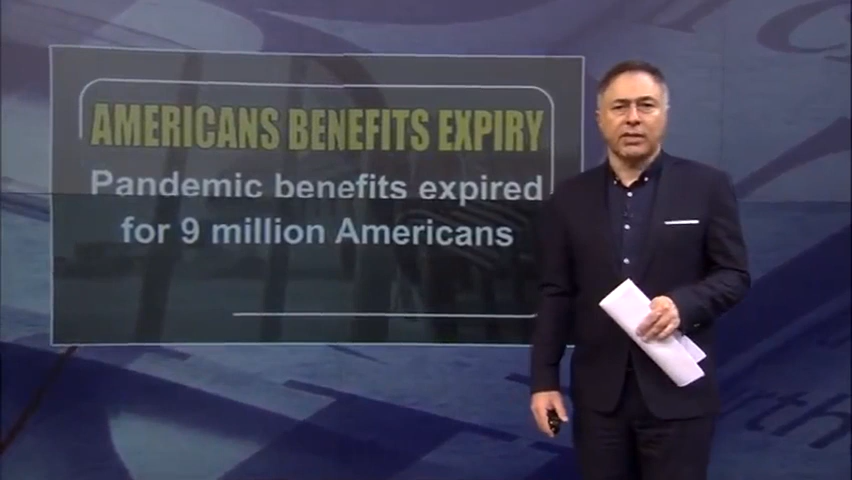 AMERICANS BENEFITS EXPIRY
Pandemic benefits expired
for 9 million Americans